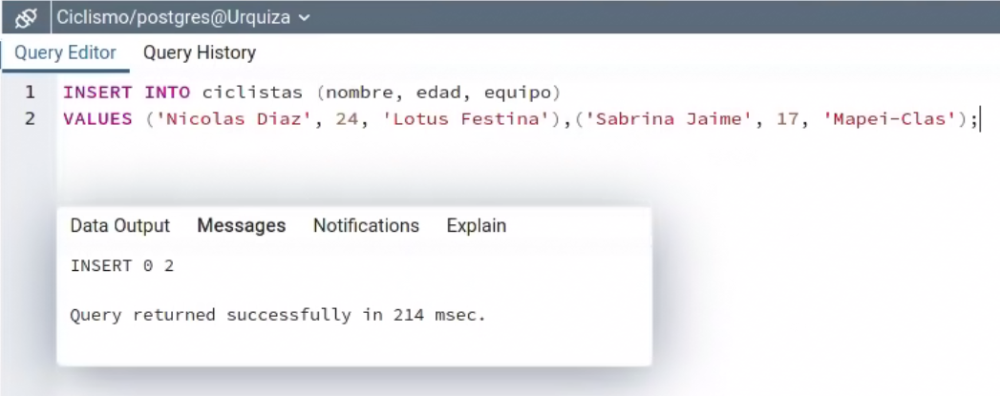 Ciclismo/postgres@Urquiza
Query Editor Query History
1 INSERT INTO ciclistas (nombre, edad, equipo)
2 VALUES ('Nicolas Diaz', 24, 'Lotus Festina'),('Sabrina Jaime', 17, 'Mapei-Clas');
Data Output Messages Notifications Explain
INSERT 0 2
Query returned successfully in 214 msec.